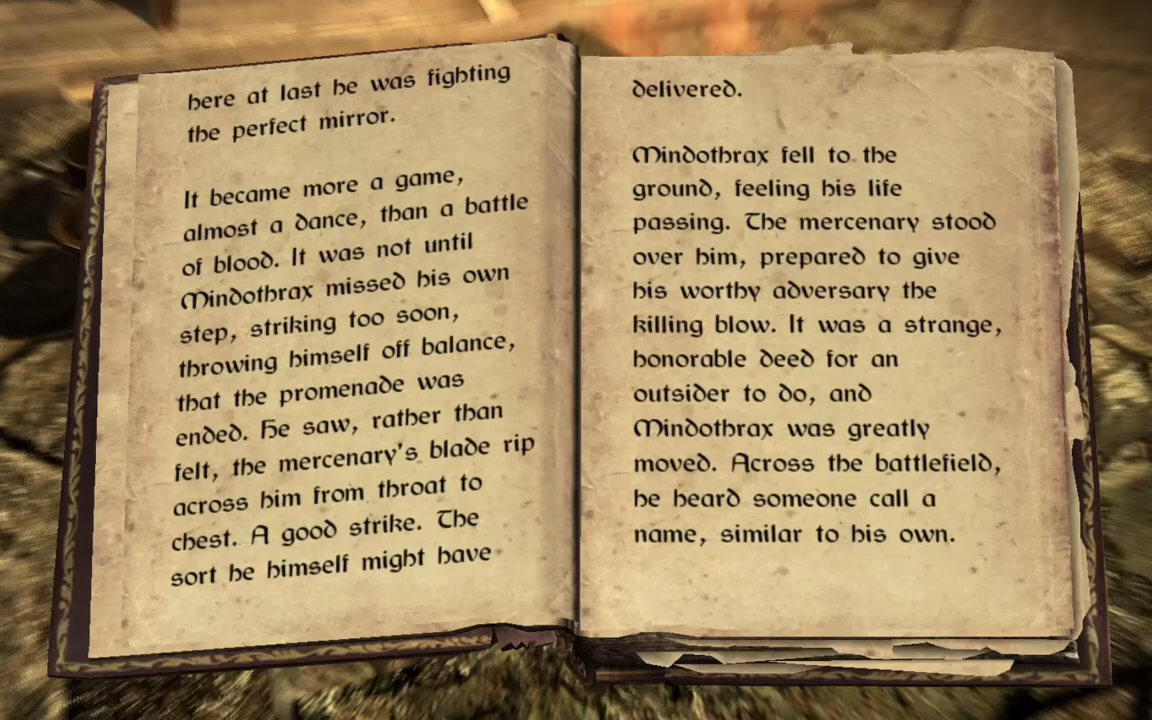 here at last he was fighting
the perfect mirror.
It became more a game,
almost a dance, than a battle
of blood. It was not until
Mindothrax missed his own
step, striking too soon,
throwing himself off balance,
that the promenade was
ended. He saw, rather than
felt, the mercenary's blade rip
across him from throat to
chest. A good strike. The
sort he himself might have
delivered.
Mindothrax fell to the
ground, feeling his life
passing. The mercenary stood
over him, prepared to give
his worthy adversary the
killing blow. It was a strange,
honorable deed for an
outsider to do, and
Mindothrax was greatly
moved. Across the battlefield,
he heard someone call a
name, similar to his own.